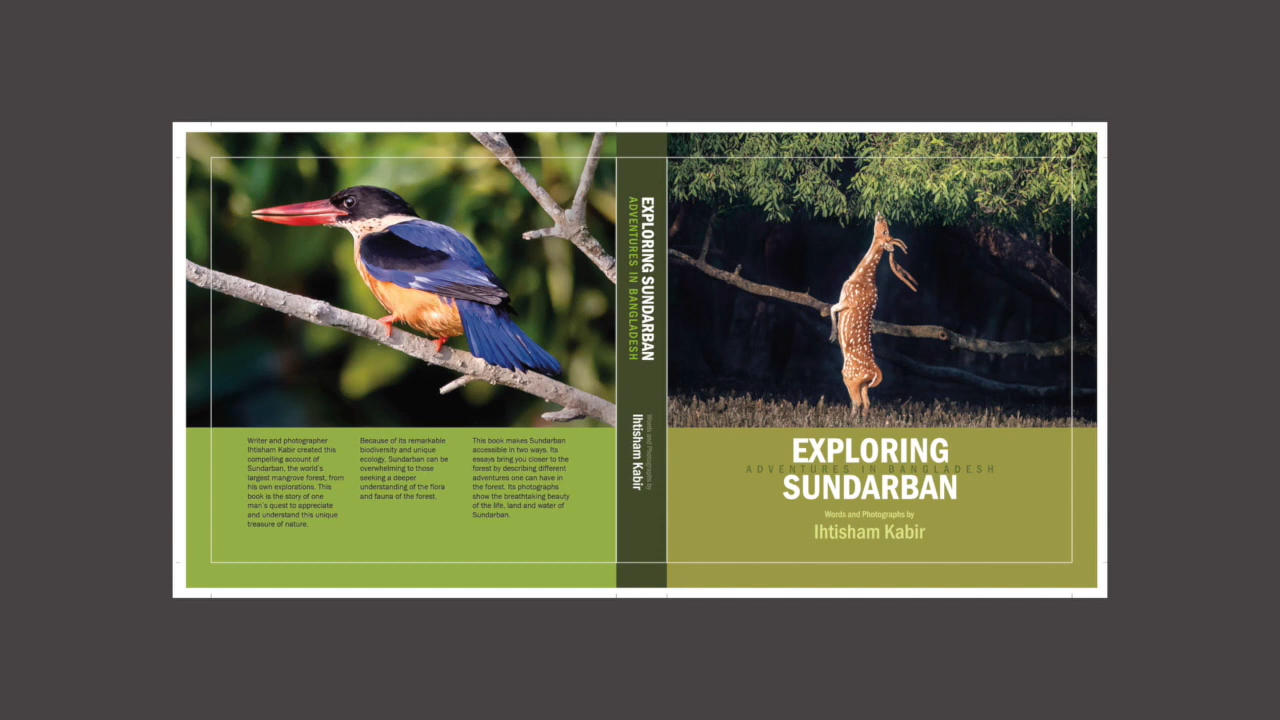 Writer and photographer
Ihtisham Kabir created this
compelling account of
Sundarban, the world's
largest mangrove forest, from
his own explorations. This
book is the story of one
man's quest to appreciate
and understand this unique
treasure of nature.
Because of its remarkable
biodiversity and unique
ecology, Sundarban can be
overwhelming to those
seeking a deeper
understanding of the flora
and fauna of the forest.
This book makes Sundarban
accessible in two ways. Its
essays bring you closer to the
forest by describing different
adventures one can have in
the forest. Its photographs
show the breathtaking beauty
of the life, land and water of
Sundarban.
EXPLORING SUNDARBAN
ADVENTURES IN BANGLADESH
Words and Photographs by
Ihtisham Kabir
EXPLORING
ADVENTURES IN BANGLADESH
SUNDARBAN
Words and Photographs by
Ihtisham Kabir